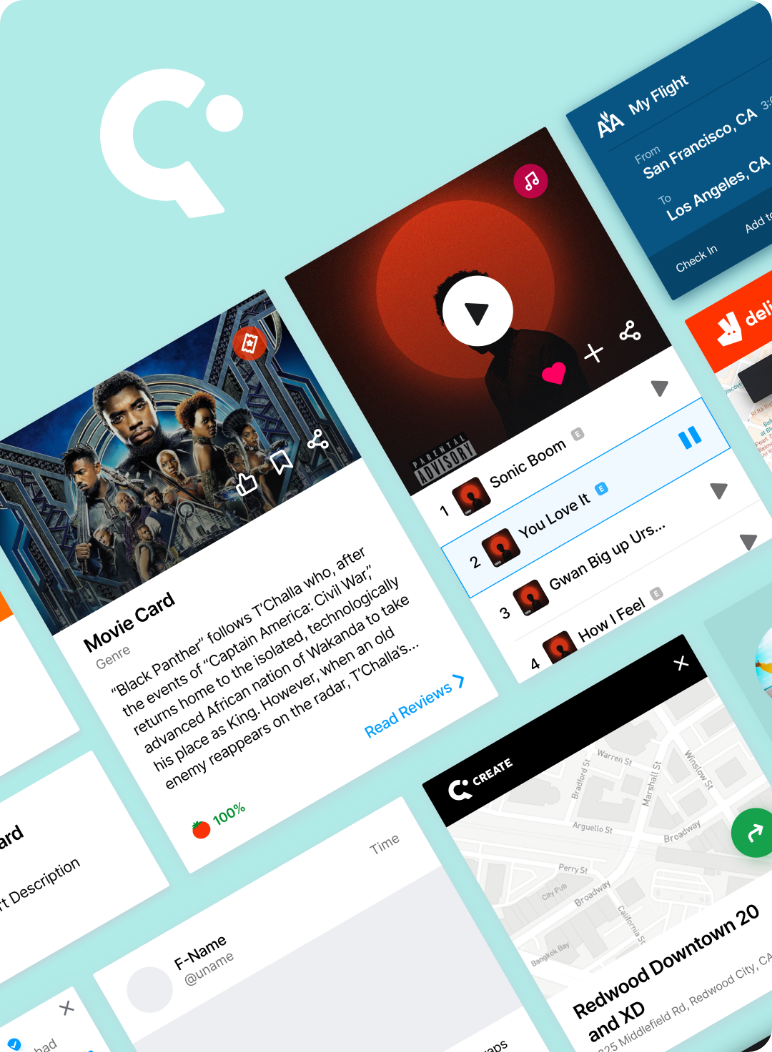 My Flight
From
San Francisco, CA
To
Los Angeles, CA
Check In
Add to
PARENTAL
ADVISORY
1 Sonic Boom E
2 You Love It E
3 Gwan Big up Urs...
4 How I Feel E
Movie Card
Genre
“Black Panther” follows T'Challa who, after
the events of “Captain America: Civil War,”
returns home to the isolated, technologically
advanced African nation of Wakanda to take
his place as King. However, when an old
enemy reappears on the radar, T'Challa's...
Read Reviews
100%
deli
CREATE
Warren St
Bradford St
Marshall St
Winslow St
Arguello St
Broadway
Perry St
City Pub
Broadway
California St
Bangkok Bay
Redwood Downtown 20
and XD
825 Middlefield Rd, Redwood City, CA
ard
rt Description
Time
F-Name
@uname
had